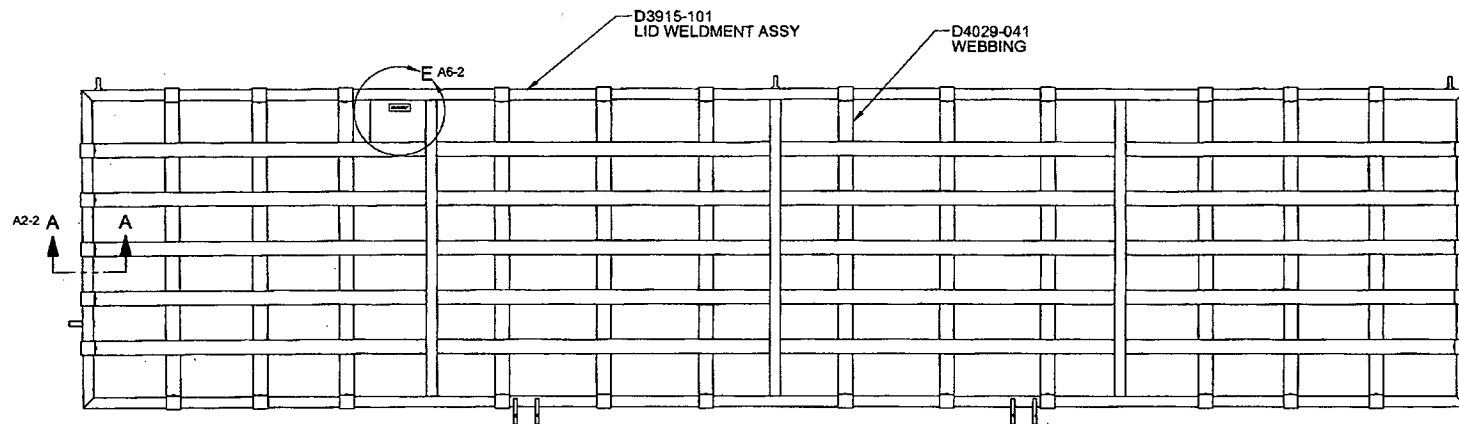 D3915-101
LID WELDMENT ASSY
D4029-041
WEBBING
E A6-2
A2-2 A A